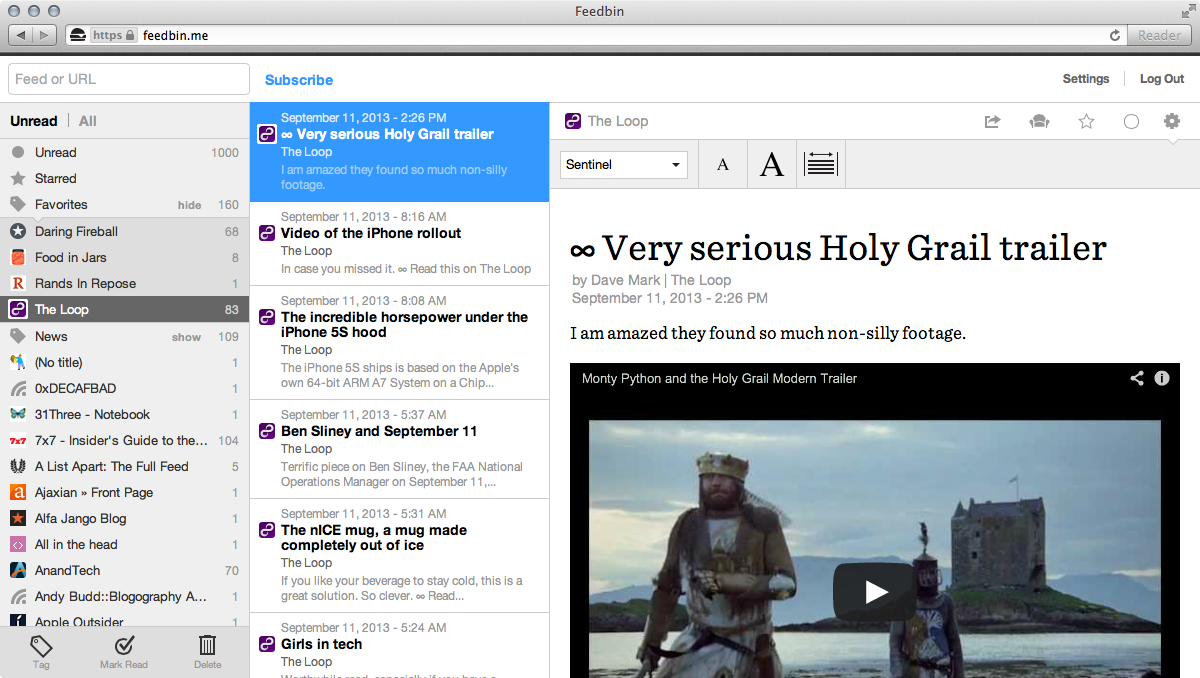 Feedbin
https feedbin.me
Reader
Feed or URL
Subscribe
Settings
Log Out
Unread
All
Unread 1000
Starred
Favorites hide 160
Daring Fireball 68
Food in Jars 8
R Rands In Repose 1
The Loop 83
News show 109
(No title) 1
0xDECAFBAD 1
31Three - Notebook 1
7x7 7x7 - Insider's Guide to the... 104
A List Apart: The Full Feed 5
a Ajaxian » Front Page 1
Alfa Jango Blog 1
All in the head 1
AnandTech 70
Andy Budd::Blogography A... 1
Apple Outsider 1
Tag
Mark Read
Delete
September 11, 2013 - 2:26 PM
∞ Very serious Holy Grail trailer
The Loop
I am amazed they found so much non-silly
footage.
September 11, 2013 - 8:16 AM
Video of the iPhone rollout
The Loop
In case you missed it. ∞ Read this on The Loop
September 11, 2013 - 8:08 AM
The incredible horsepower under the
iPhone 5S hood
The Loop
The iPhone 5S ships is based on the Apple's
own 64-bit ARM A7 System on a Chip...
September 11, 2013 - 5:37 AM
Ben Sliney and September 11
The Loop
Terrific piece on Ben Sliney, the FAA National
Operations Manager on September 11,...
September 11, 2013 - 5:31 AM
The nICE mug, a mug made
completely out of ice
The Loop
If you like your beverage to stay cold, this is a
great solution. So clever. ∞ Read...
September 11, 2013 - 5:24 AM
Girls in tech
The Loop
Worthwhile read, especially if you have a
The Loop
Sentinel
A
A
∞ Very serious Holy Grail trailer
by Dave Mark | The Loop
September 11, 2013 - 2:26 PM
I am amazed they found so much non-silly footage.
Monty Python and the Holy Grail Modern Trailer